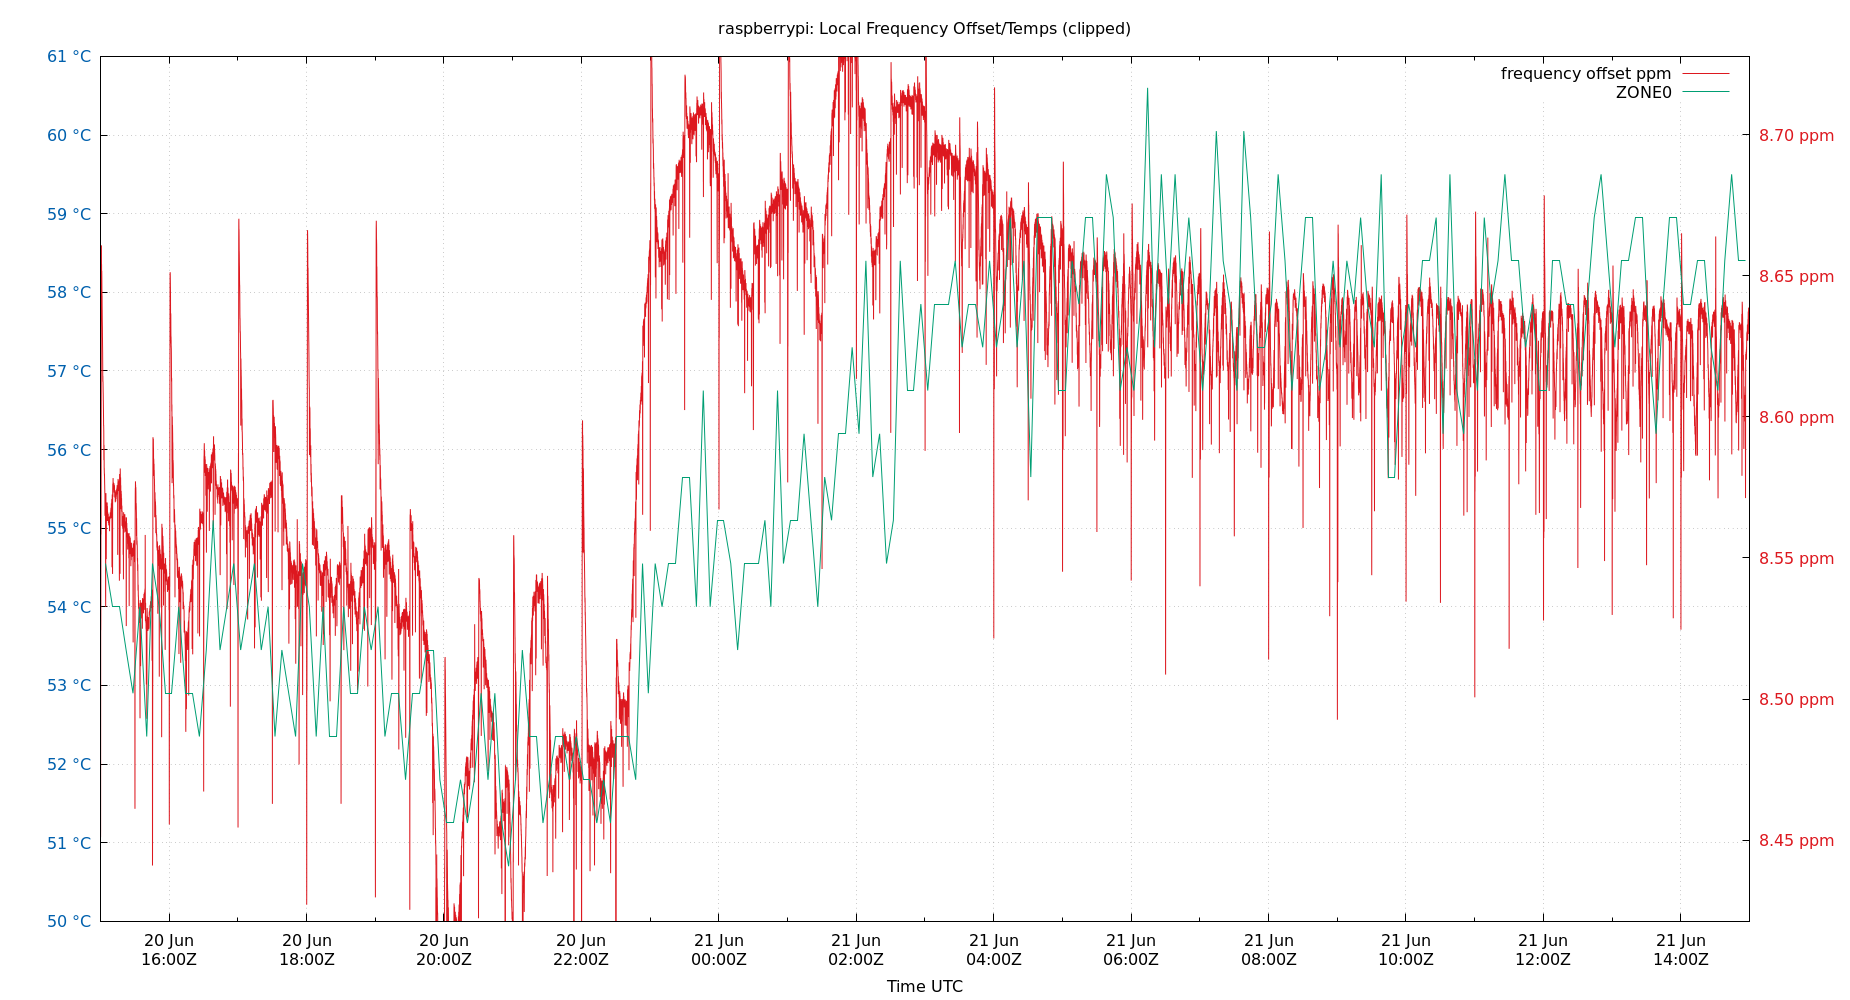 raspberrypi: Local Frequency Offset/Temps (clipped)
frequency offset ppm
ZONE0
61 °C
60 °C
59 °C
58 °C
57 °C
56 °C
55 °C
54 °C
53 °C
52 °C
51 °C
50 °C
8.70 ppm
8.65 ppm
8.60 ppm
8.55 ppm
8.50 ppm
8.45 ppm
20 Jun 20 Jun 20 Jun 20 Jun 21 Jun 21 Jun 21 Jun 21 Jun 21 Jun 21 Jun 21 Jun 21 Jun
16:00Z 18:00Z 20:00Z 22:00Z 00:00Z 02:00Z 04:00Z 06:00Z 08:00Z 10:00Z 12:00Z 14:00Z
Time UTC